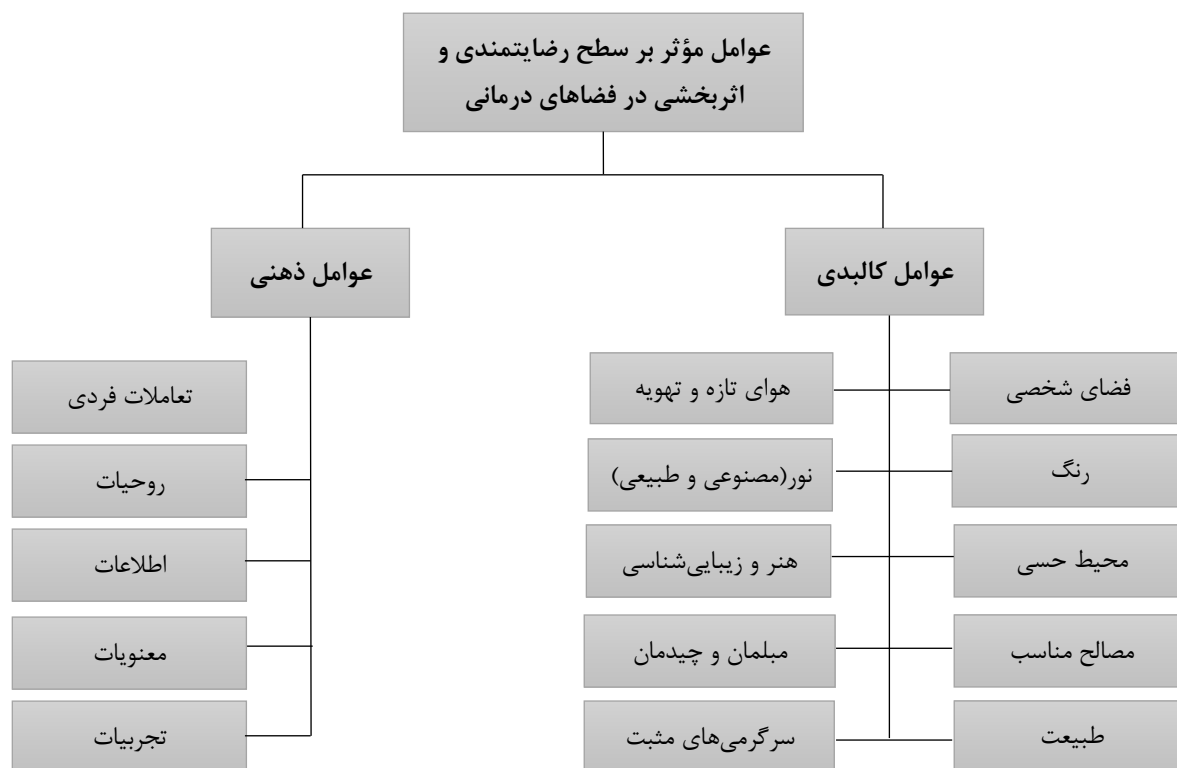 عوامل مؤثر بر سطح رضایتمندی و
اثربخشی در فضاهای درمانی
عوامل کالبدی
عوامل ذهنی
فضای شخصی
هوای تازه و تهویه
رنگ
نور(مصنوعی و طبیعی)
محیط حسی
هنر و زیبایی‌شناسی
مصالح مناسب
مبلمان و چیدمان
طبیعت
سرگرمی‌های مثبت
تعاملات فردی
روحیات
اطلاعات
معنویات
تجربیات